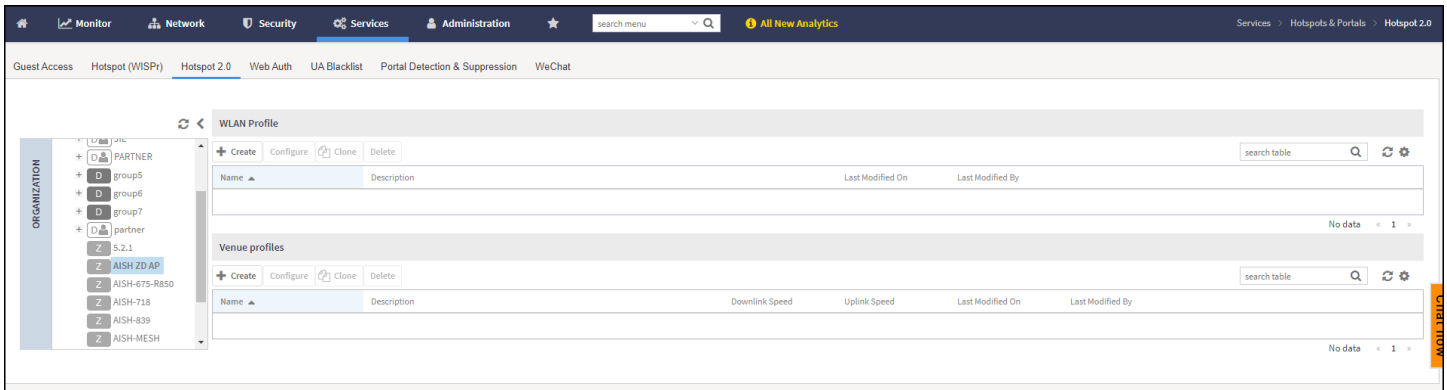 Monitor Network Security Services Administration search menu All New Analytics Services > Hotspots & Portals > Hotspot 2.0
Guest Access Hotspot (WISPr) Hotspot 2.0 Web Auth UA Blacklist Portal Detection & Suppression WeChat
ORGANIZATION
D
+ D PARTNER
+ D group5
+ D group6
+ D group7
+ D partner
Z 5.2.1
Z AISH ZD AP
Z AISH-675-R850
Z AISH-718
Z AISH-839
Z AISH-MESH
WLAN Profile
+ Create Configure Clone Delete search table
Name Description Last Modified On Last Modified By
No data « 1 »
Venue profiles
+ Create Configure Clone Delete search table
Name Description Downlink Speed Uplink Speed Last Modified On Last Modified By
No data « 1 »
Chat now